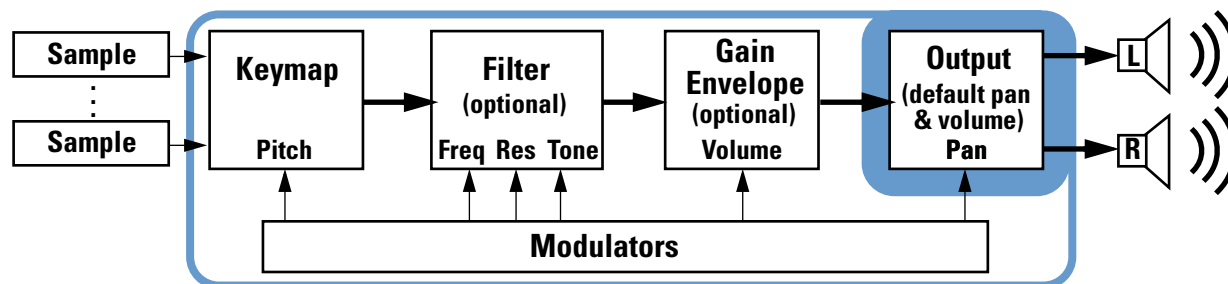 Sample
Sample
Keymap
Pitch
Filter
(optional)
Freq Res Tone
Gain
Envelope
(optional)
Volume
Output
(default pan
& volume)
Pan
L
R
Modulators